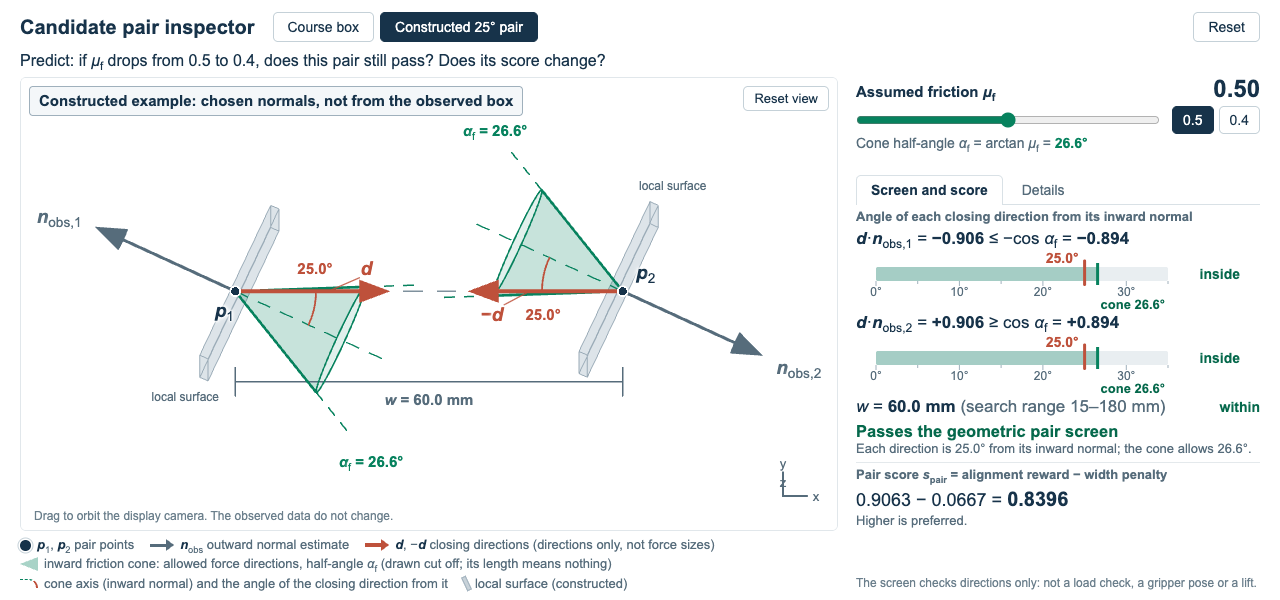 Candidate pair inspector
Course box
Constructed 25° pair
Reset
Predict: if μf drops from 0.5 to 0.4, does this pair still pass? Does its score change?
Constructed example: chosen normals, not from the observed box
Reset view
αf = 26.6°
local surface
nobs,1
25.0°
d
p2
p1
−d
25.0°
nobs,2
local surface
w = 60.0 mm
αf = 26.6°
y
z
x
Drag to orbit the display camera. The observed data do not change.
p1, p2 pair points
nobs outward normal estimate
d, −d closing directions (directions only, not force sizes)
inward friction cone: allowed force directions, half-angle αf (drawn cut off; its length means nothing)
cone axis (inward normal) and the angle of the closing direction from it
local surface (constructed)
Assumed friction μf
0.50
0.5
0.4
Cone half-angle αf = arctan μf = 26.6°
Screen and score
Details
Angle of each closing direction from its inward normal
d·nobs,1 = −0.906 ≤ −cos αf = −0.894
25.0°
inside
0° 10° 20° 30°
cone 26.6°
d·nobs,2 = +0.906 ≥ cos αf = +0.894
25.0°
inside
0° 10° 20° 30°
cone 26.6°
w = 60.0 mm (search range 15–180 mm)
within
Passes the geometric pair screen
Each direction is 25.0° from its inward normal; the cone allows 26.6°.
Pair score spair = alignment reward − width penalty
0.9063 − 0.0667 = 0.8396
Higher is preferred.
The screen checks directions only: not a load check, a gripper pose or a lift.